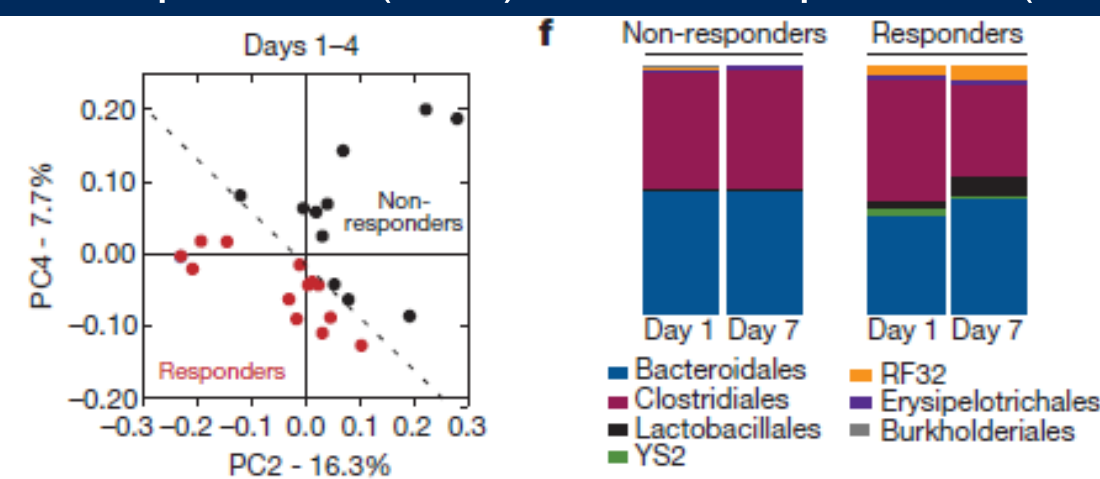 Days 1–4
0.20
0.10
0.00
–0.10
–0.20
PC4 - 7.7%
Non-
responders
Responders
–0.3 –0.2 –0.1 0.0 0.1 0.2 0.3
PC2 - 16.3%
f
Non-responders Responders
Day 1 Day 7 Day 1 Day 7
Bacteroidales
Clostridiales
Lactobacillales
YS2
RF32
Erysipelotrichales
Burkholderiales